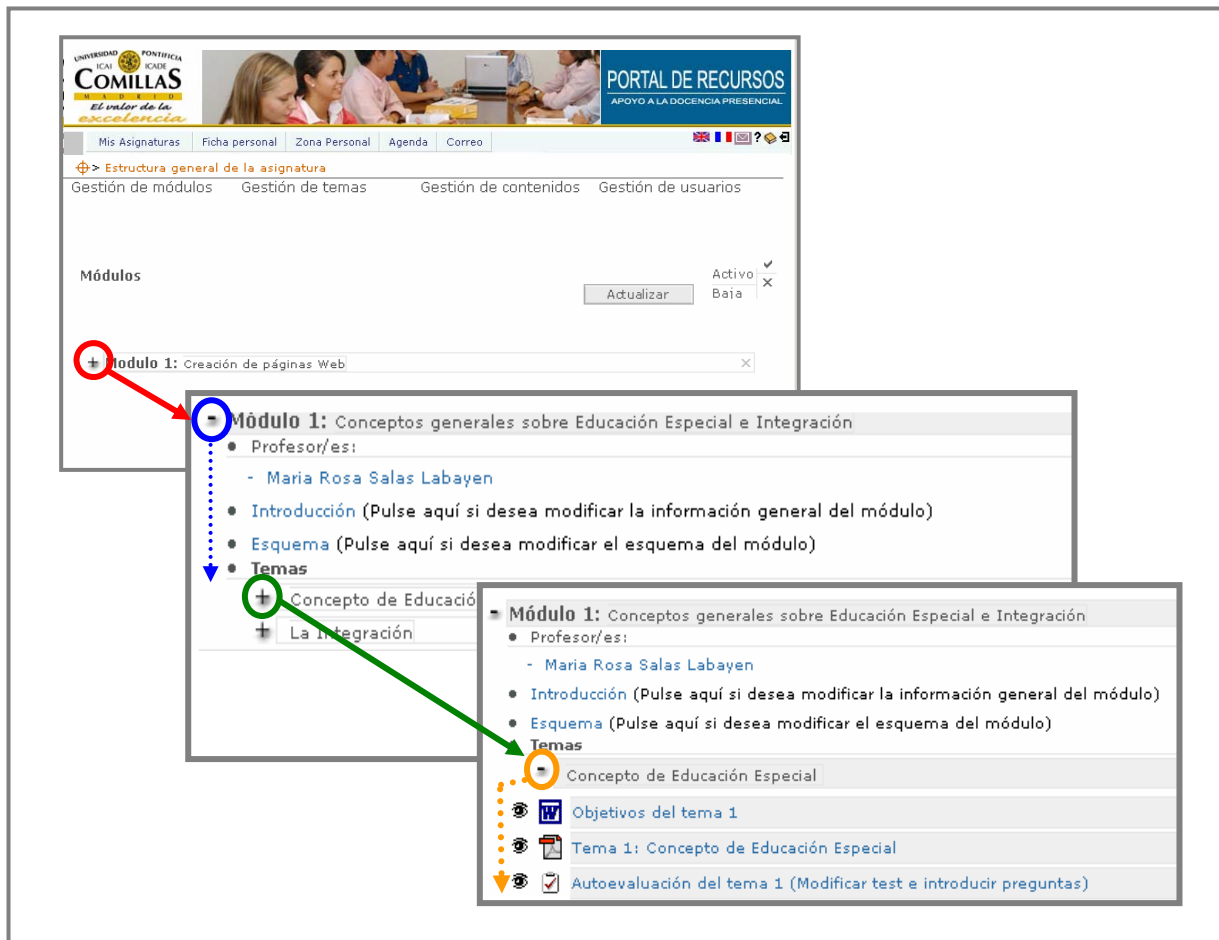 UNIVERSIDAD PONTIFICIA
ICAI ICADE
COMILLAS
MADRID
El valor de la
excelencia
PORTAL DE RECURSOS
APOYO A LA DOCENCIA PRESENCIAL
Mis Asignaturas Ficha personal Zona Personal Agenda Correo
> Estructura general de la asignatura
Gestión de módulos Gestión de temas Gestión de contenidos Gestión de usuarios
Módulos
Activo
Actualizar Baja
+ Modulo 1: Creación de páginas Web
- Módulo 1: Conceptos generales sobre Educación Especial e Integración
• Profesor/es:
- Maria Rosa Salas Labayen
• Introducción (Pulse aquí si desea modificar la información general del módulo)
• Esquema (Pulse aquí si desea modificar el esquema del módulo)
• Temas
+ Concepto de Educació
+ La Integración
- Módulo 1: Conceptos generales sobre Educación Especial e Integración
• Profesor/es:
- Maria Rosa Salas Labayen
• Introducción (Pulse aquí si desea modificar la información general del módulo)
• Esquema (Pulse aquí si desea modificar el esquema del módulo)
Temas
- Concepto de Educación Especial
Objetivos del tema 1
Tema 1: Concepto de Educación Especial
Autoevaluación del tema 1 (Modificar test e introducir preguntas)